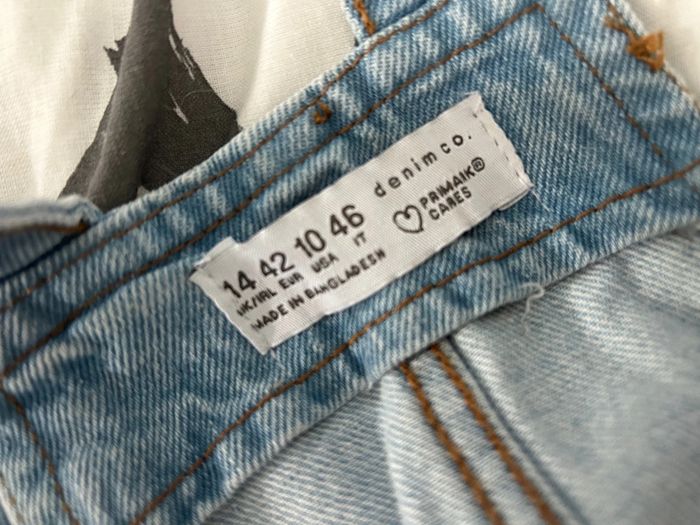 denim co.
14 42 10 46
UK/IRL EUR USA IT
MADE IN BANGLADESH
PRIMARK®
CARES